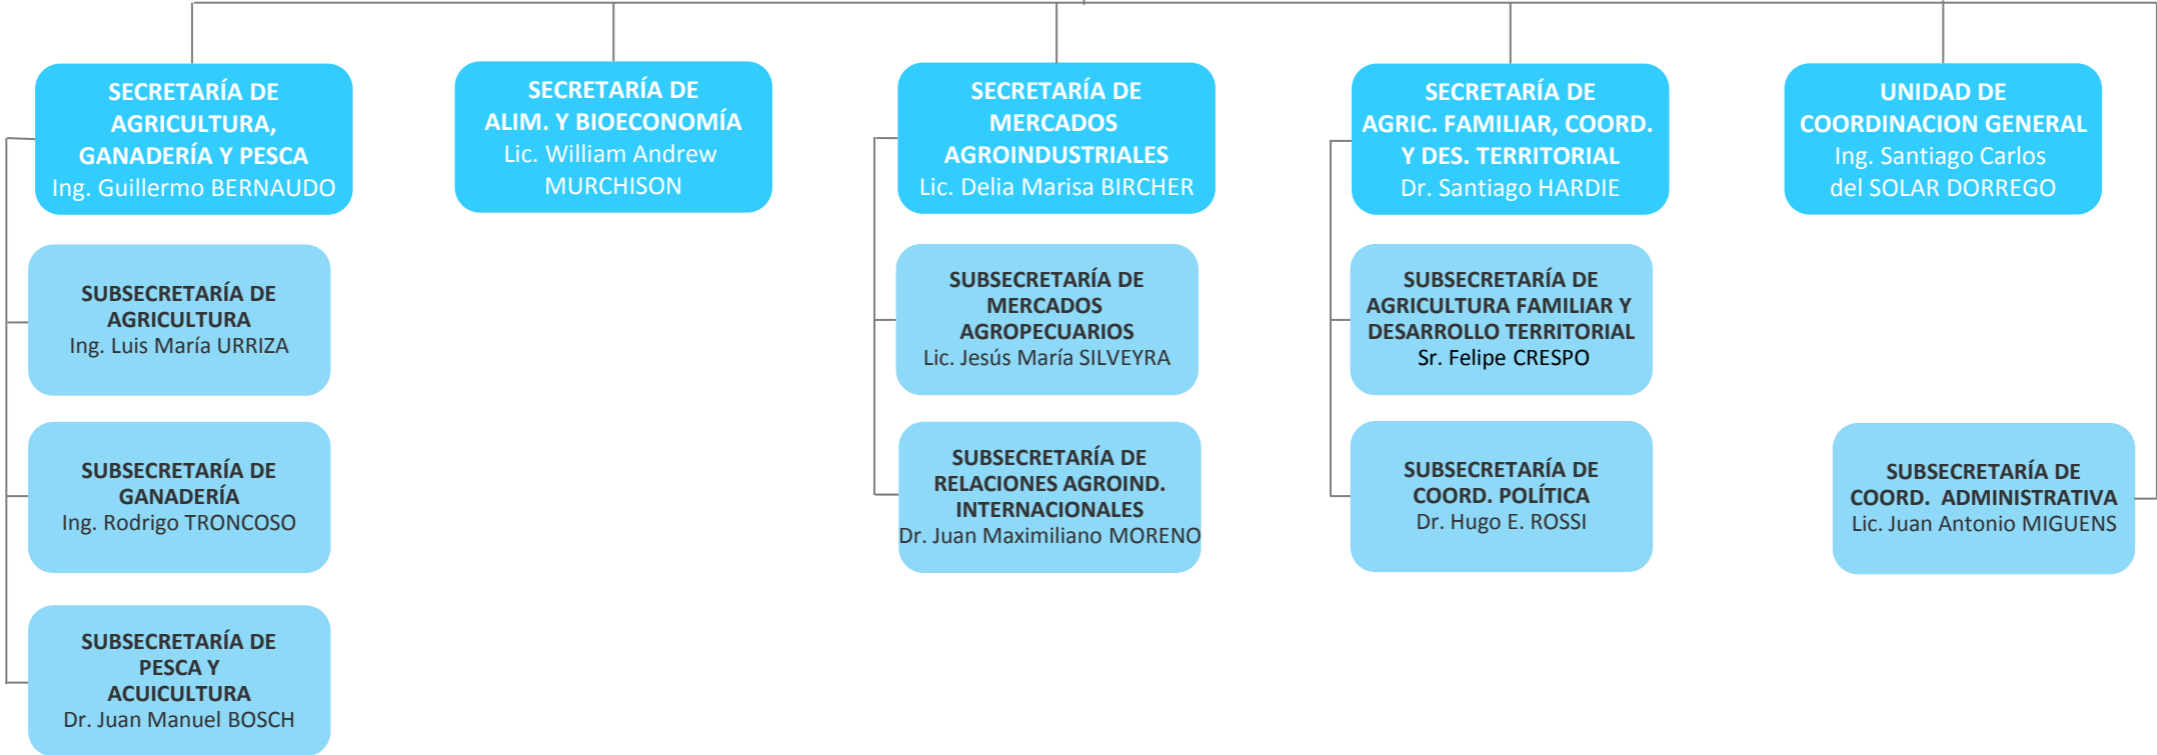 SECRETARÍA DE
AGRICULTURA,
GANADERÍA Y PESCA
Ing. Guillermo BERNAUDO
SECRETARÍA DE
ALIM. Y BIOECONOMÍA
Lic. William Andrew
MURCHISON
SECRETARÍA DE
MERCADOS
AGROINDUSTRIALES
Lic. Delia Marisa BIRCHER
SECRETARÍA DE
AGRIC. FAMILIAR, COORD.
Y DES. TERRITORIAL
Dr. Santiago HARDIE
UNIDAD DE
COORDINACION GENERAL
Ing. Santiago Carlos
del SOLAR DORREGO
SUBSECRETARÍA DE
AGRICULTURA
Ing. Luis María URRIZA
SUBSECRETARÍA DE
MERCADOS
AGROPECUARIOS
Lic. Jesús María SILVEYRA
SUBSECRETARÍA DE
AGRICULTURA FAMILIAR Y
DESARROLLO TERRITORIAL
Sr. Felipe CRESPO
SUBSECRETARÍA DE
GANADERÍA
Ing. Rodrigo TRONCOSO
SUBSECRETARÍA DE
RELACIONES AGROIND.
INTERNACIONALES
Dr. Juan Maximiliano MORENO
SUBSECRETARÍA DE
COORD. POLÍTICA
Dr. Hugo E. ROSSI
SUBSECRETARÍA DE
COORD. ADMINISTRATIVA
Lic. Juan Antonio MIGUENS
SUBSECRETARÍA DE
PESCA Y
ACUICULTURA
Dr. Juan Manuel BOSCH